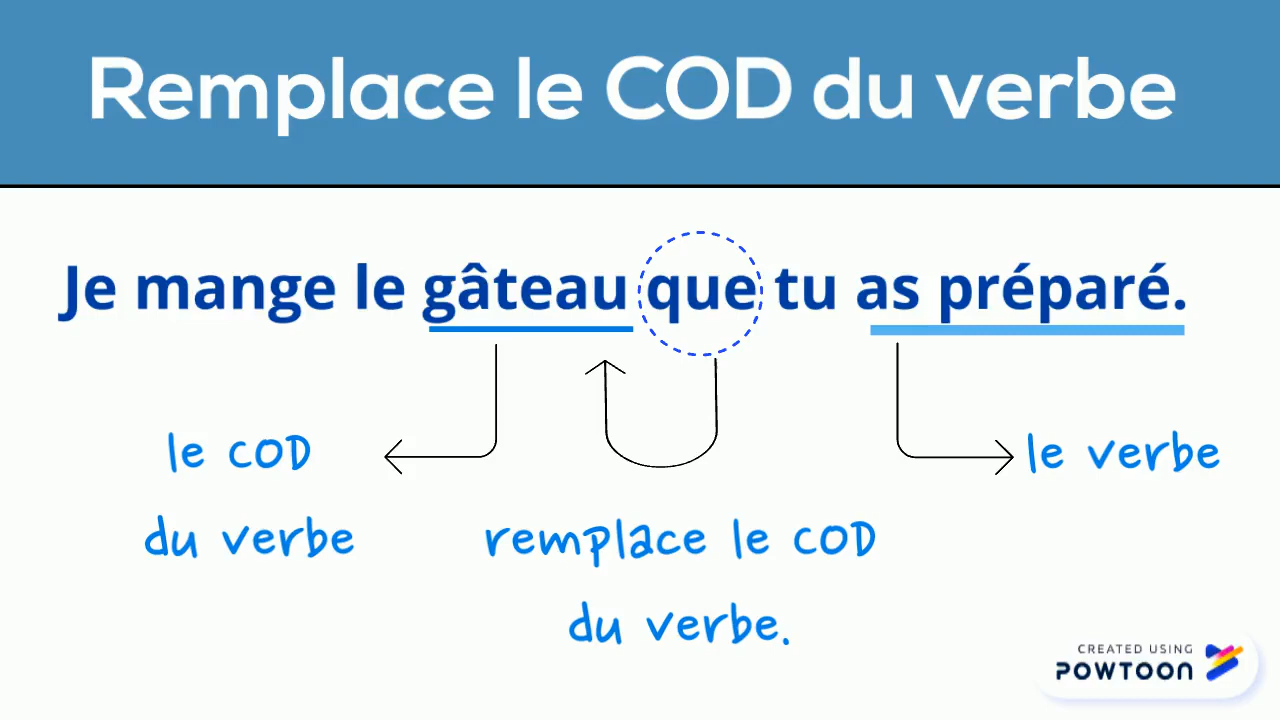 Remplace le COD du verbe
Je mange le gâteau que tu as préparé.
le COD
du verbe
remplace le COD
du verbe.
le verbe
CREATED USING
POWTOON